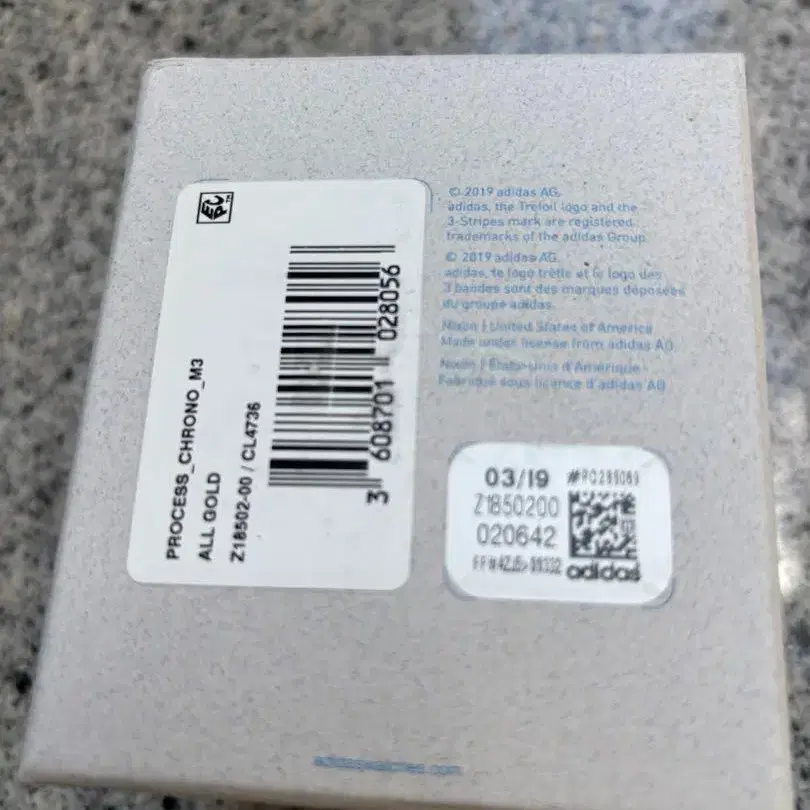 PROCESS_CHRONO_M3
ALL GOLD
Z18502-00 / CL4736
3 608701 028056
© 2019 adidas AG.
adidas, the Trefoil logo and the
3-Stripes mark are registered
trademarks of the adidas Group.
© 2019 adidas AG.
adidas, le logo trèfle et le logo des
3 bandes sont des marques déposées
du groupe adidas.
Nixon | United States of America
Made under license from adidas AG
Nixon | États-Unis d'Amérique
Fabriqué sous licence d'adidas AG
03/19
Z1850200
020642
adidas